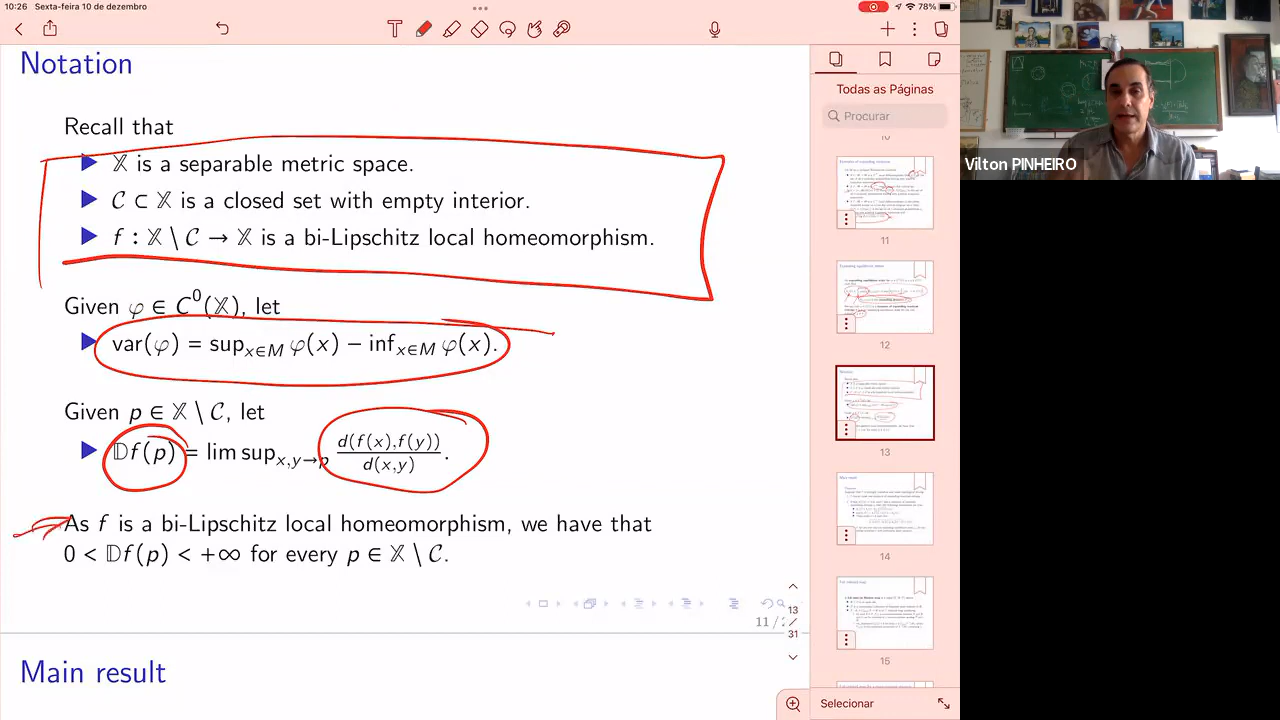 10:26 Sexta-feira 10 de dezembro
78%
Notation
Recall that
𝕏 is a separable metric space.
𝒞 ⊂ 𝕏 is a closed set with empty interior.
f : 𝕏 \ 𝒞 → 𝕏 is a bi-Lipschitz local homeomorphism.
Given φ ∈ C⁰(𝕏), let
var(φ) = sup_{x∈M} φ(x) − inf_{x∈M} φ(x).
Given p ∈ 𝕏 \ 𝒞, let
𝔻f(p) = lim sup_{x,y→p} d(f(x),f(y)) / d(x,y).
As f is a bi-Lipschitz local homeomorphism, we have that
0 < 𝔻f(p) < +∞ for every p ∈ 𝕏 \ 𝒞.
11 /
13
31
Main result
Todas as Páginas
Procurar
11
12
13
14
15
Selecionar
Vilton PINHEIRO